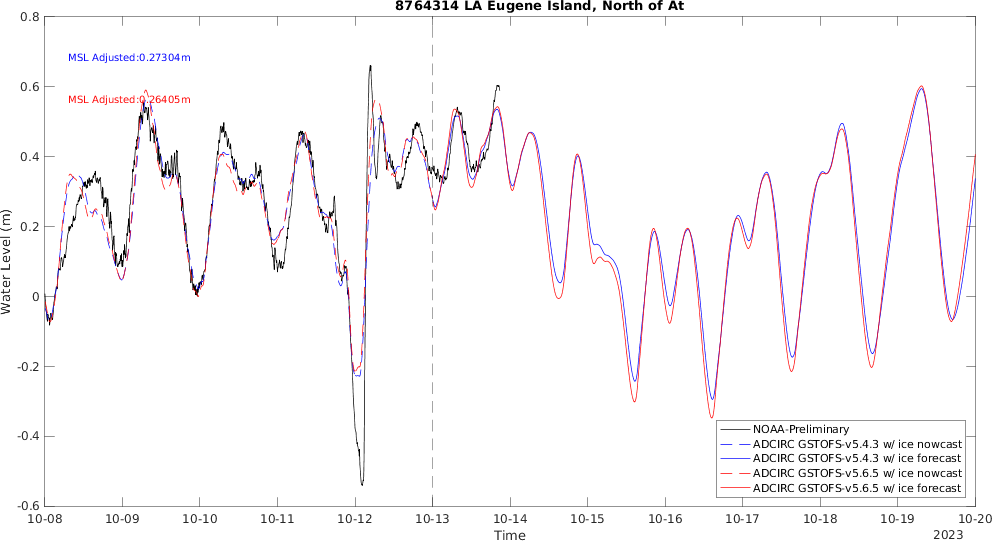 8764314 LA Eugene Island, North of At
MSL Adjusted:0.27304m
MSL Adjusted:0.26405m
Water Level (m)
0.8
0.6
0.4
0.2
0
-0.2
-0.4
-0.6
NOAA-Preliminary
ADCIRC GSTOFS-v5.4.3 w/ ice nowcast
ADCIRC GSTOFS-v5.4.3 w/ ice forecast
ADCIRC GSTOFS-v5.6.5 w/ ice nowcast
ADCIRC GSTOFS-v5.6.5 w/ ice forecast
10-08 10-09 10-10 10-11 10-12 10-13 10-14 10-15 10-16 10-17 10-18 10-19 10-20
Time
2023